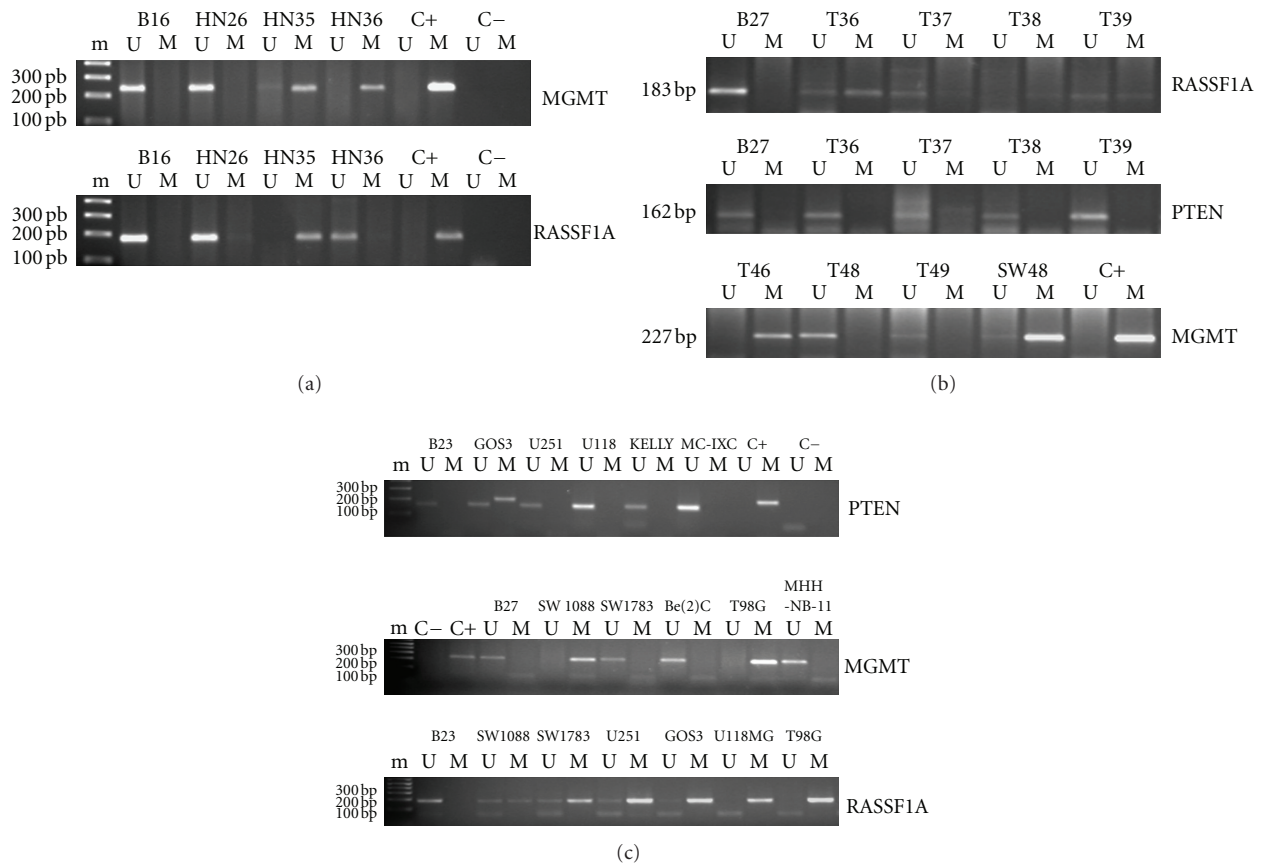 B16 HN26 HN35 HN36 C+ C−
m U M U M U M U M U M U M
300 pb
200 pb
100 pb
MGMT
B16 HN26 HN35 HN36 C+ C−
m U M U M U M U M U M U M
300 pb
200 pb
100 pb
RASSF1A
(a)
B27 T36 T37 T38 T39
U M U M U M U M U M
183 bp
RASSF1A
B27 T36 T37 T38 T39
U M U M U M U M U M
162 bp
PTEN
T46 T48 T49 SW48 C+
U M U M U M U M U M
227 bp
MGMT
(b)
B23 GOS3 U251 U118 KELLY MC-IXC C+ C−
m U M U M U M U M U M U M U M U M
300 bp
200 bp
100 bp
PTEN
B27 SW 1088 SW1783 Be(2)C T98G MHH
-NB-11
m C− C+ U M U M U M U M U M U M
300 bp
200 bp
100 bp
MGMT
B23 SW1088 SW1783 U251 GOS3 U118MG T98G
m U M U M U M U M U M U M U M
300 bp
200 bp
100 bp
RASSF1A
(c)